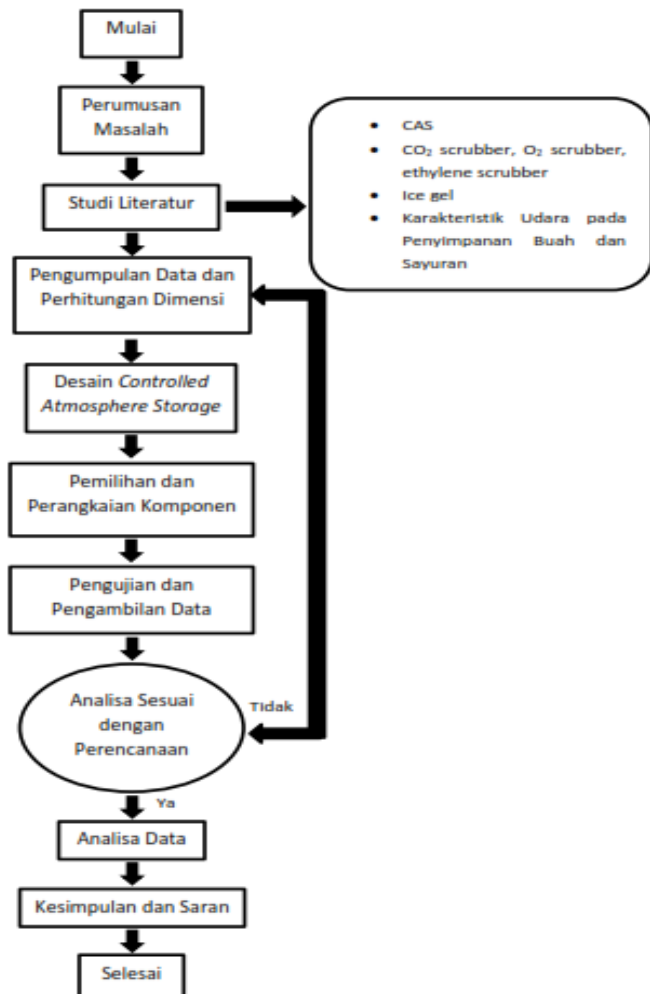 Mulai
Perumusan
Masalah
Studi Literatur
• CAS
• CO₂ scrubber, O₂ scrubber,
ethylene scrubber
• Ice gel
• Karakteristik Udara pada
Penyimpanan Buah dan
Sayuran
Pengumpulan Data dan
Perhitungan Dimensi
Desain Controlled
Atmosphere Storage
Pemilihan dan
Perangkaian Komponen
Pengujian dan
Pengambilan Data
Analisa Sesuai
dengan
Perencanaan
Tidak
Ya
Analisa Data
Kesimpulan dan Saran
Selesai